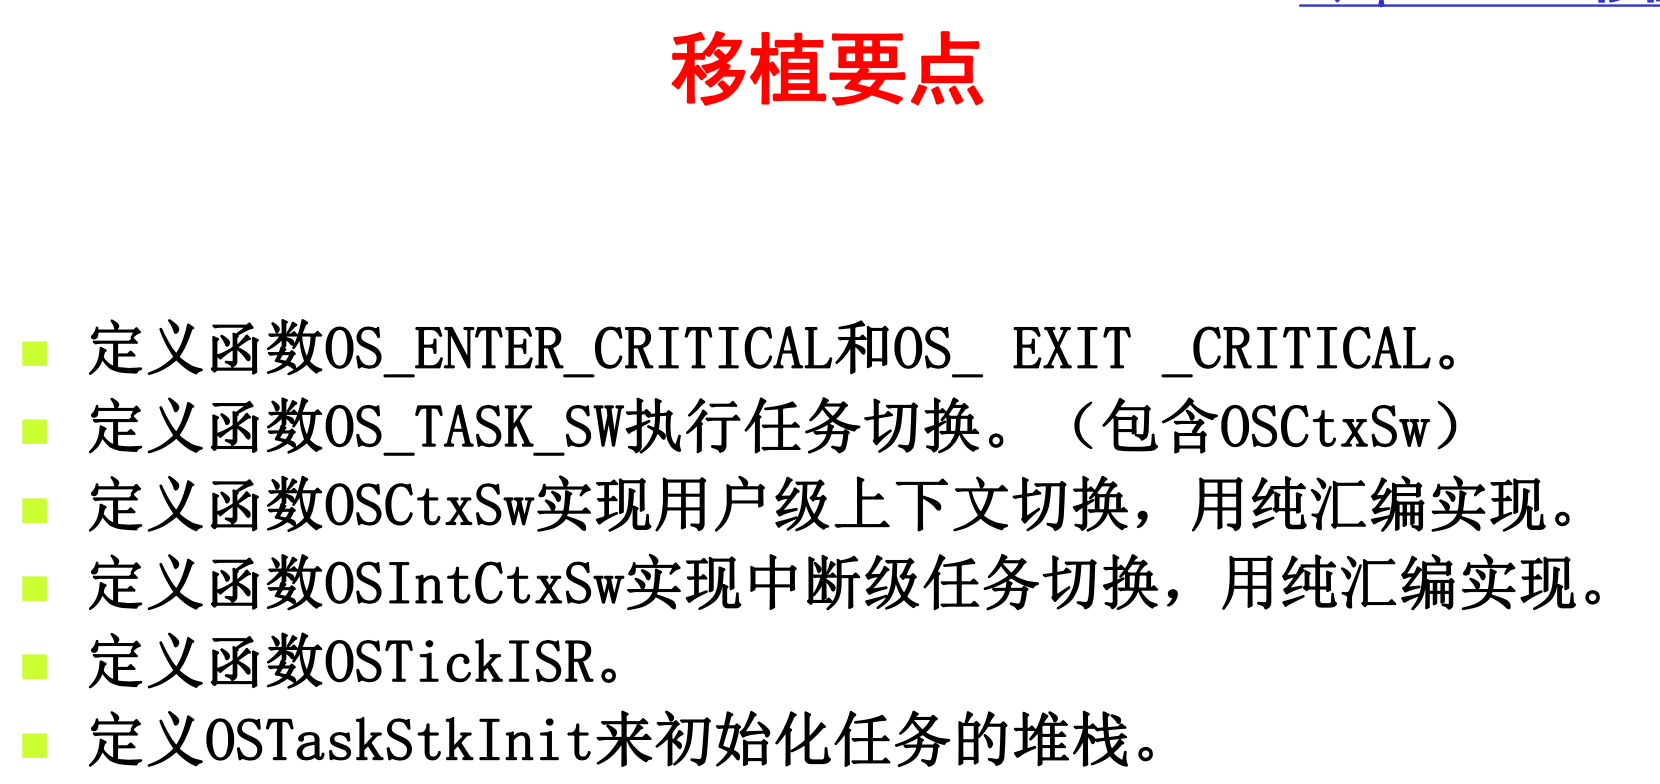 移植要点
定义函数OS_ENTER_CRITICAL和OS_ EXIT _CRITICAL。
定义函数OS_TASK_SW执行任务切换。（包含OSCtxSw）
定义函数OSCtxSw实现用户级上下文切换，用纯汇编实现。
定义函数OSIntCtxSw实现中断级任务切换，用纯汇编实现。
定义函数OSTickISR。
定义OSTaskStkInit来初始化任务的堆栈。